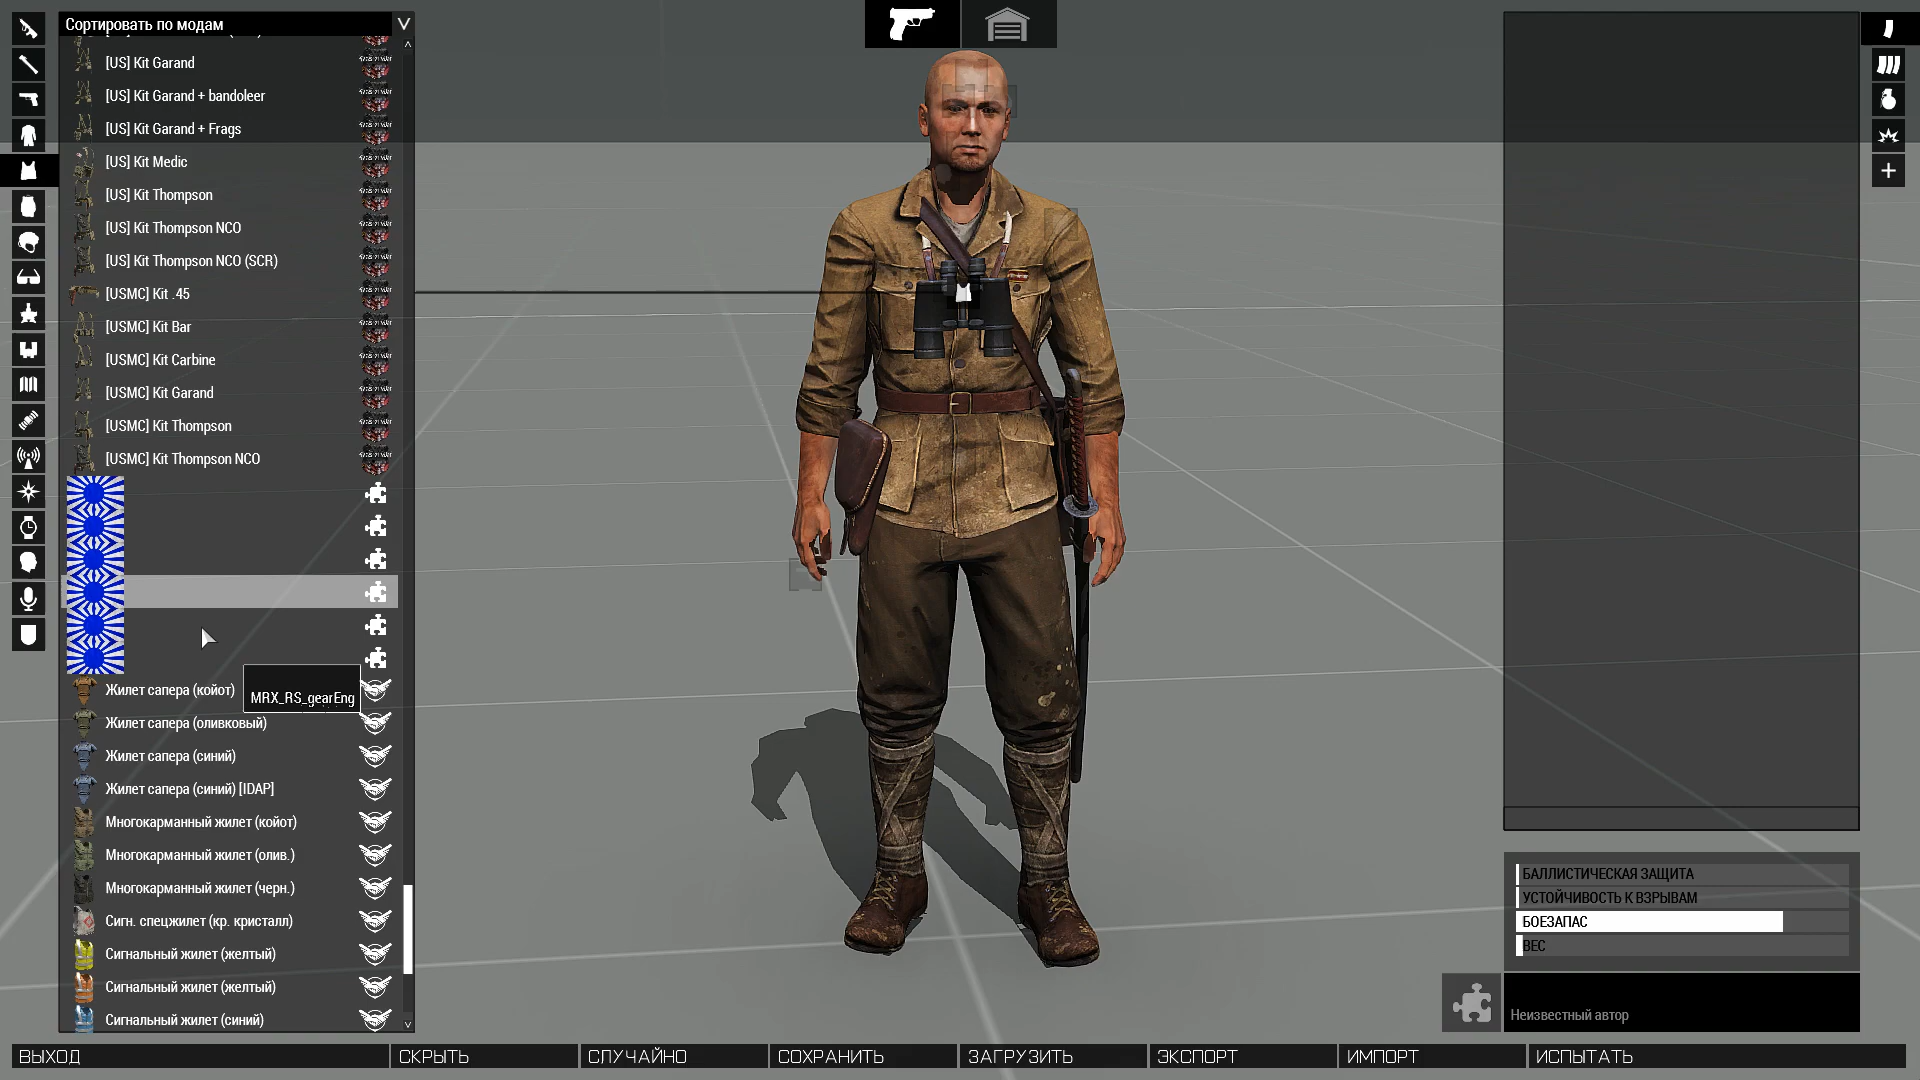 Сортировать по модам
[US] Kit Garand
[US] Kit Garand + bandoleer
[US] Kit Garand + Frags
[US] Kit Medic
[US] Kit Thompson
[US] Kit Thompson NCO
[US] Kit Thompson NCO (SCR)
[USMC] Kit .45
[USMC] Kit Bar
[USMC] Kit Carbine
[USMC] Kit Garand
[USMC] Kit Thompson
[USMC] Kit Thompson NCO
Жилет сапера (койот)
MRX_RS_gearEng
Жилет сапера (оливковый)
Жилет сапера (синий)
Жилет сапера (синий) [IDAP]
Многокарманный жилет (койот)
Многокарманный жилет (олив.)
Многокарманный жилет (черн.)
Сигн. спецжилет (кр. кристалл)
Сигнальный жилет (желтый)
Сигнальный жилет (желтый)
Сигнальный жилет (синий)
БАЛЛИСТИЧЕСКАЯ ЗАЩИТА
УСТОЙЧИВОСТЬ К ВЗРЫВАМ
БОЕЗАПАС
ВЕС
Неизвестный автор
ВЫХОД
СКРЫТЬ
СЛУЧАЙНО
СОХРАНИТЬ
ЗАГРУЗИТЬ
ЭКСПОРТ
ИМПОРТ
ИСПЫТАТЬ